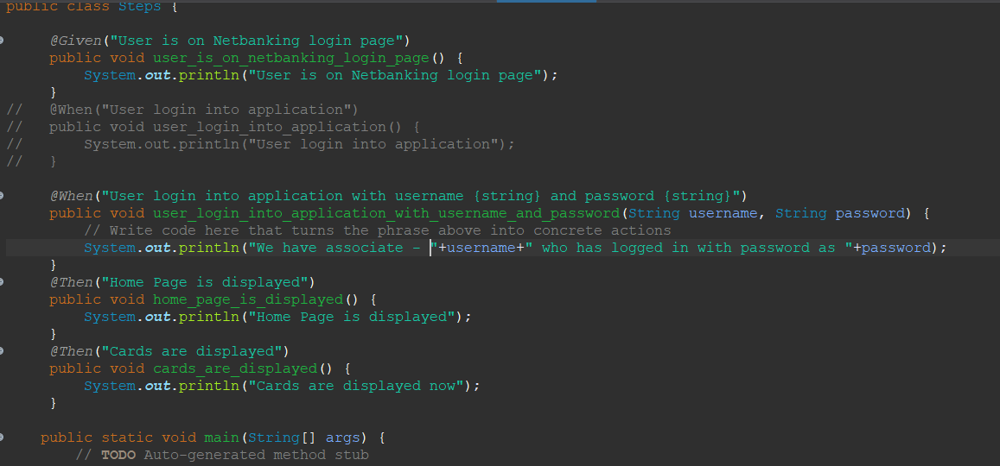 public class Steps {
@Given("User is on Netbanking login page")
public void user_is_on_netbanking_login_page() {
System.out.println("User is on Netbanking login page");
}
// @When("User login into application")
// public void user_login_into_application() {
// System.out.println("User login into application");
// }
@When("User login into application with username {string} and password {string}")
public void user_login_into_application_with_username_and_password(String username, String password) {
// Write code here that turns the phrase above into concrete actions
System.out.println("We have associate - "+username+" who has logged in with password as "+password);
}
@Then("Home Page is displayed")
public void home_page_is_displayed() {
System.out.println("Home Page is displayed");
}
@Then("Cards are displayed")
public void cards_are_displayed() {
System.out.println("Cards are displayed now");
}
public static void main(String[] args) {
// TODO Auto-generated method stub